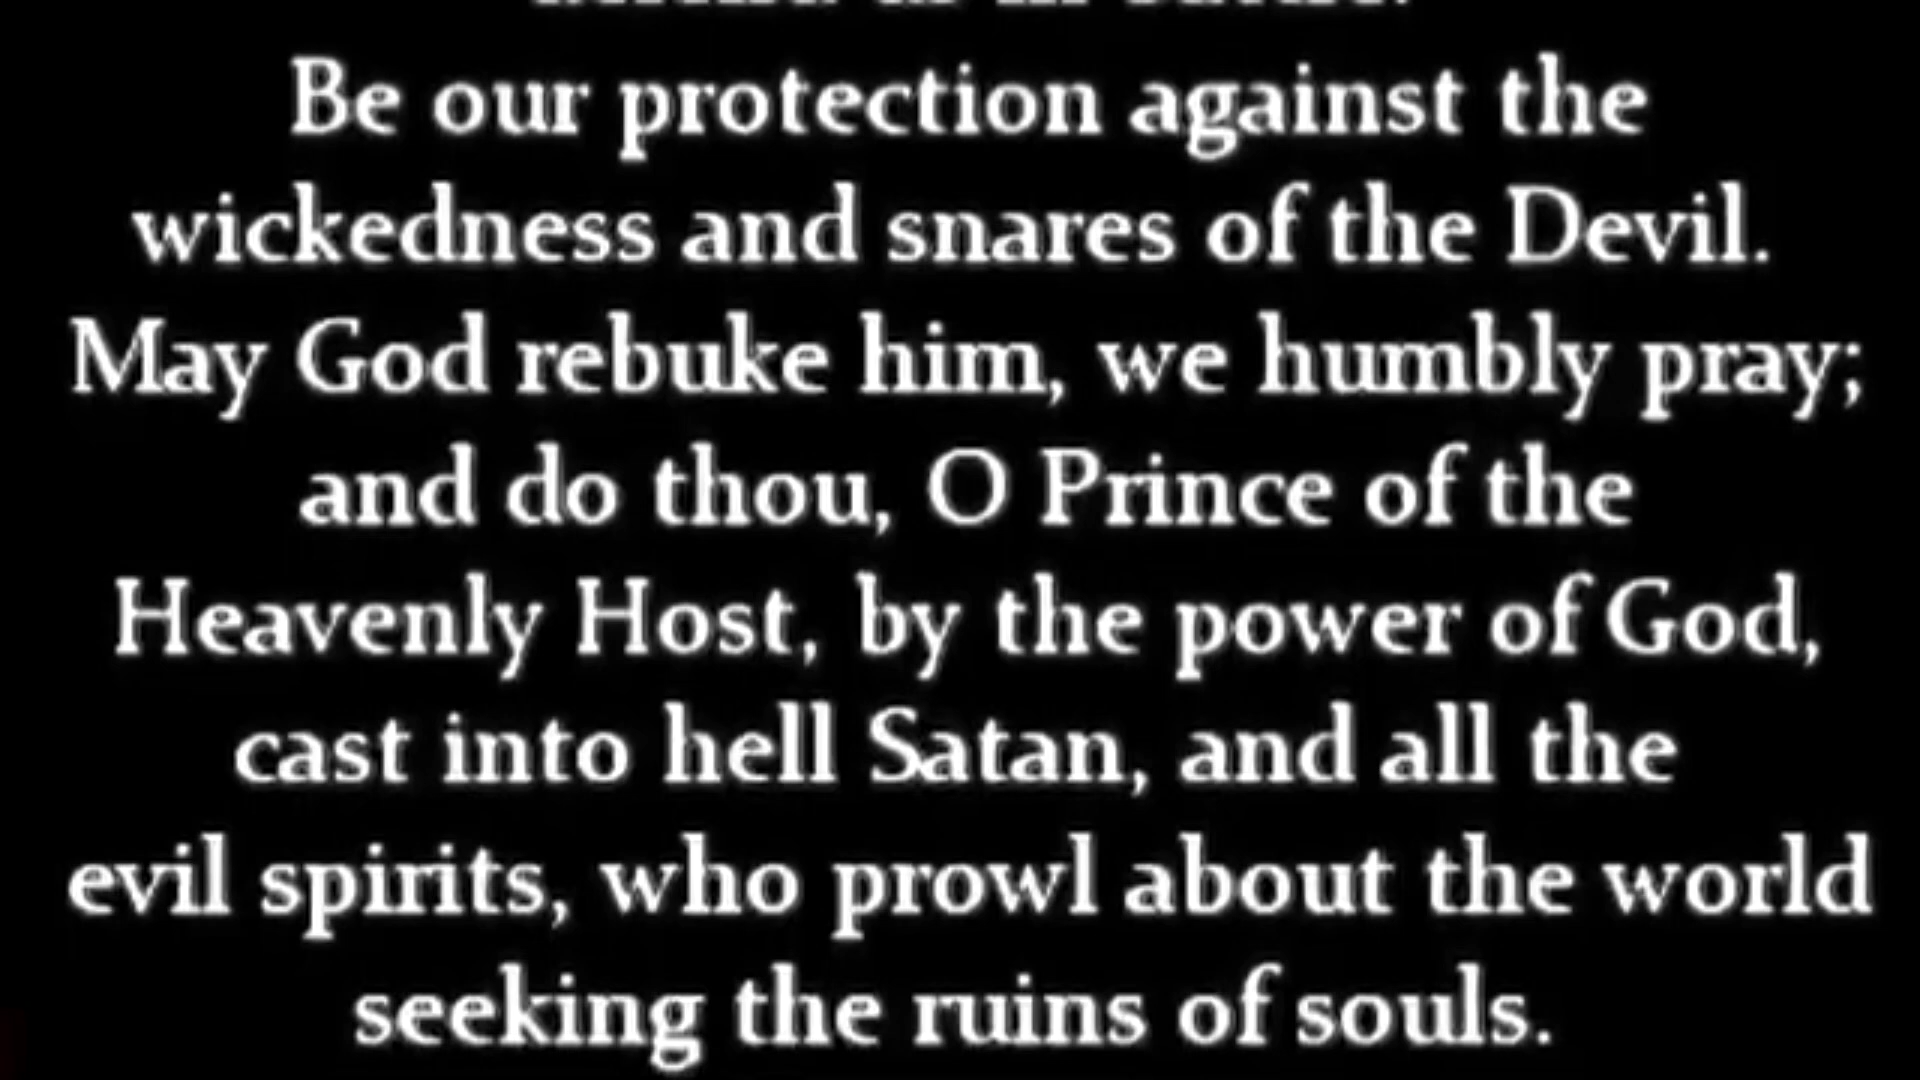 Be our protection against the
wickedness and snares of the Devil.
May God rebuke him, we humbly pray;
and do thou, O Prince of the
Heavenly Host, by the power of God,
cast into hell Satan, and all the
evil spirits, who prowl about the world
seeking the ruins of souls.